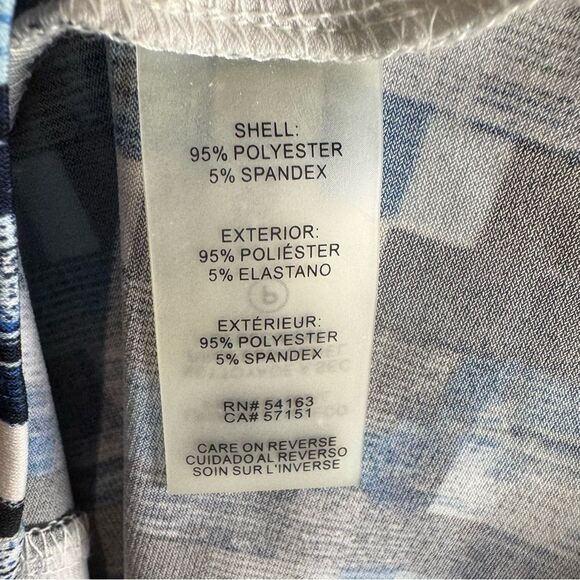 SHELL:
95% POLYESTER
5% SPANDEX
EXTERIOR:
95% POLIÉSTER
5% ELASTANO
EXTÉRIEUR:
95% POLYESTER
5% SPANDEX
RN# 54163
CA# 57151
CARE ON REVERSE
CUIDADO AL REVERSO
SOIN SUR L'INVERSE